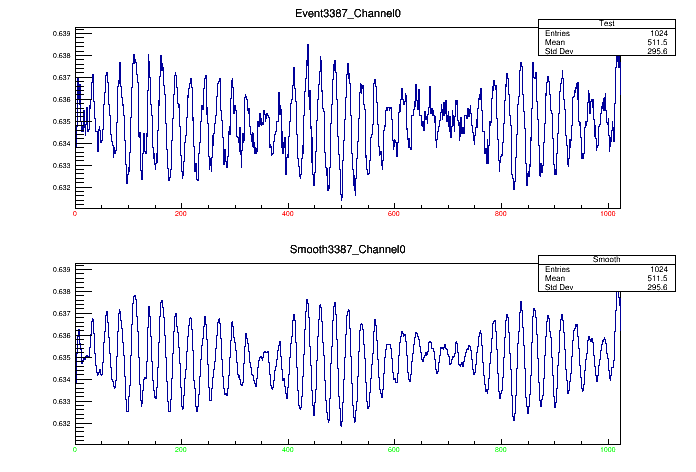 Event3387_Channel0
Test
Entries 1024
Mean 511.5
Std Dev 295.6
0.639
0.638
0.637
0.636
0.635
0.634
0.633
0.632
0 200 400 600 800 1000
Smooth3387_Channel0
Smooth
Entries 1024
Mean 511.5
Std Dev 295.6
0.639
0.638
0.637
0.636
0.635
0.634
0.633
0.632
0 200 400 600 800 1000